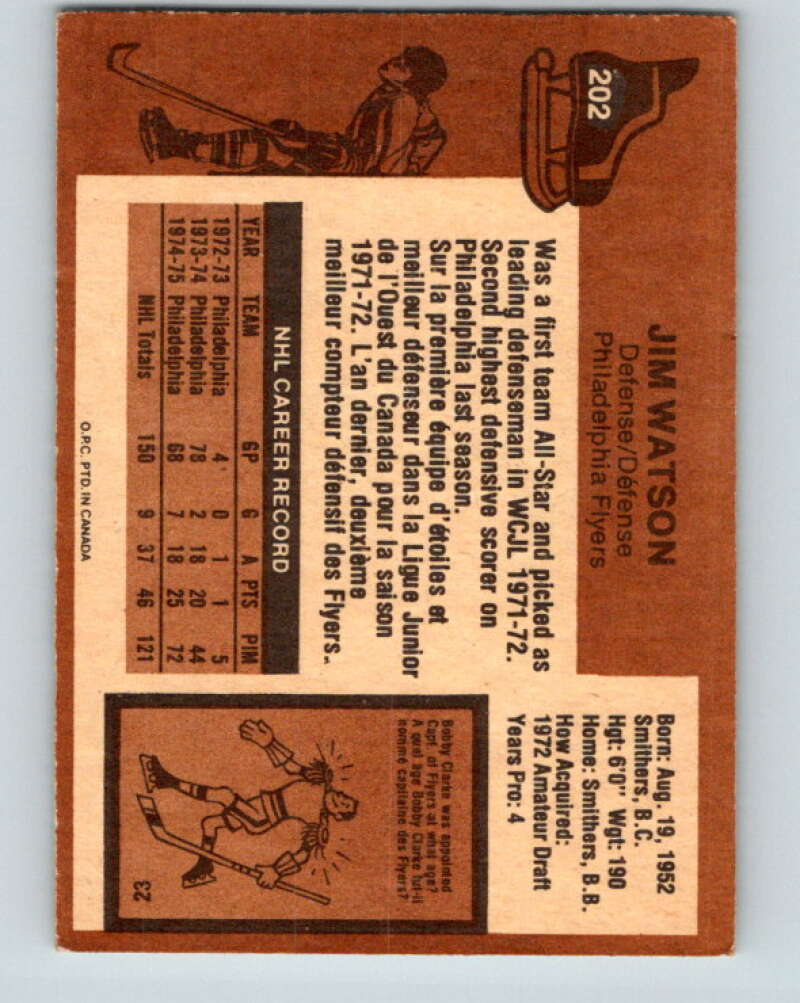 202
JIM WATSON
Defense/Défense
Philadelphia Flyers
Born: Aug. 19, 1952
Smithers, B.C.
Hgt: 6'0" Wgt: 190
Home: Smithers, B.B.
How Acquired:
1972 Amateur Draft
Years Pro: 4
Was a first team All-Star and picked as
leading defenseman in WCJL 1971-72.
Second highest defensive scorer on
Philadelphia last season.
Sur la première équipe d'étoiles et
meilleur défenseur dans la Ligue Junior
de l'Ouest du Canada pour la saison
1971-72. L'an dernier, deuxième
meilleur compteur défensif des Flyers.
NHL CAREER RECORD
YEAR TEAM GP G A PTS PIM
1972-73 Philadelphia 4 0 1 1 5
1973-74 Philadelphia 78 2 18 20 44
1974-75 Philadelphia 68 7 18 25 72
NHL Totals 150 9 37 46 121
Bobby Clarke was appointed
Capt. of Flyers at what age?
A quel age Bobby Clarke fut-il
nommé capitaine des Flyers?
23
O.P.C. PTD. IN CANADA